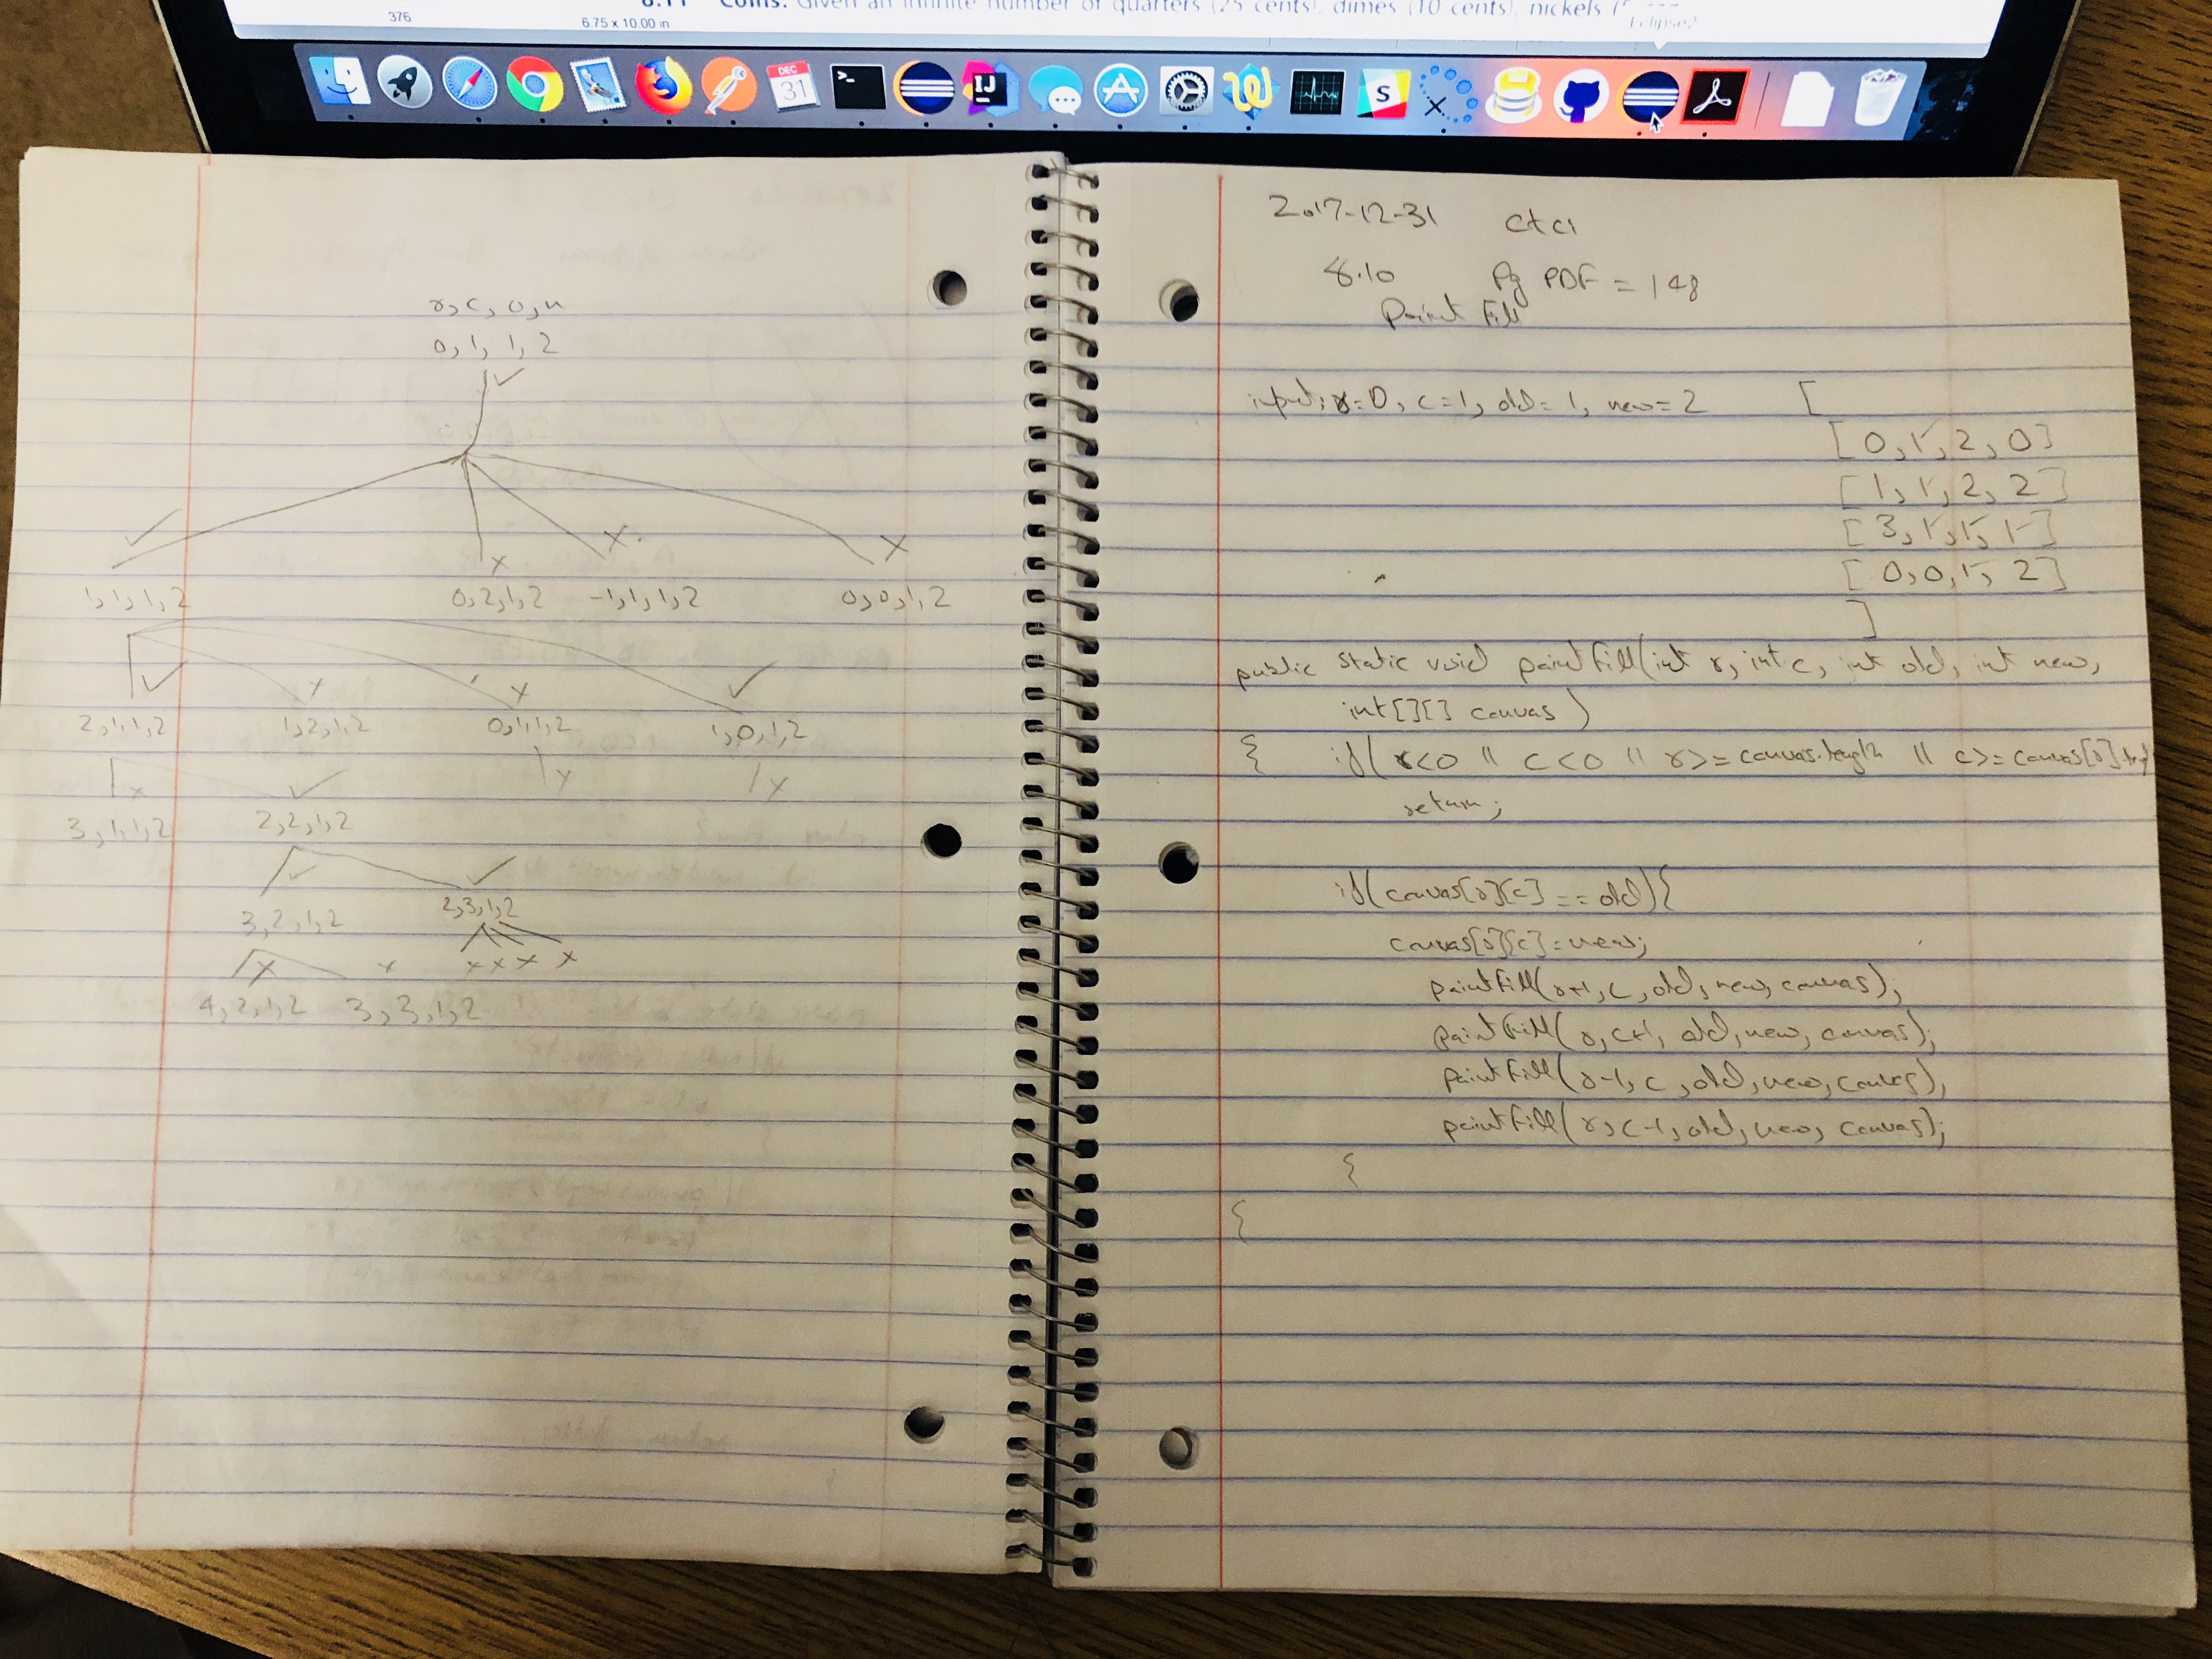 8.11 Coins: Given an infinite number of quarters (25 cents), dimes (10 cents), nickels (5
376
6.75 x 10.00 in
Eclipse2
DEC
31
IJ
S
r, c, o, n
0, 1, 1, 2
1, 1, 1, 2 0, 2, 1, 2 -1, 1, 1, 2 0, 0, 1, 2
2, 1, 1, 2 1, 2, 1, 2 0, 1, 1, 2 1, 0, 1, 2
3, 1, 1, 2 2, 2, 1, 2
3, 2, 1, 2 2, 3, 1, 2
4, 2, 1, 2 3, 3, 1, 2
2017-12-31 CtCI
8.10 Pg PDF = 148
Paint Fill
input: r=0, c=1, old=1, new=2 [
[0, 1, 2, 0]
[1, 1, 2, 2]
[3, 1, 1, 1]
[0, 0, 1, 2]
]
public static void paintFill(int r, int c, int old, int new,
int[][] canvas)
{ if( r<0 || c<0 || r>=canvas.length || c>=canvas[0].
return;
if(canvas[r][c] == old){
canvas[r][c]=new;
paintFill(r+1, c, old, new, canvas);
paintFill(r, c+1, old, new, canvas);
paintFill(r-1, c, old, new, canvas);
paintFill(r, c-1, old, new, canvas);
{
{